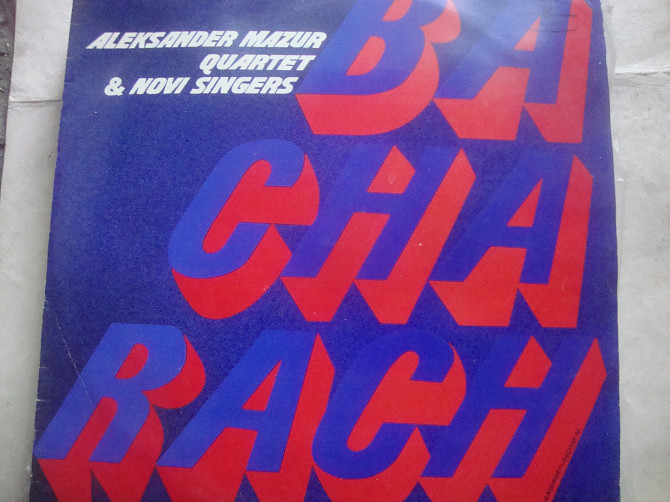 ALEKSANDER MAZUR
QUARTET
& NOVI SINGERS
BA
CHA
RACH